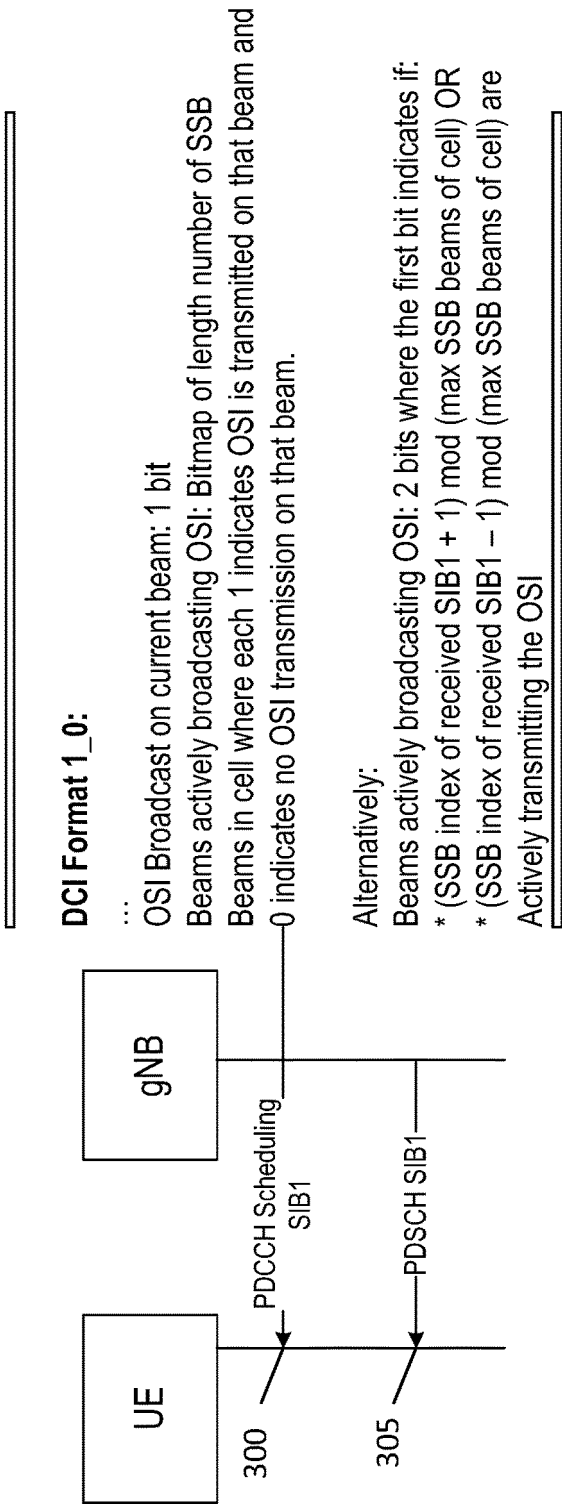 UE
gNB
300
PDCCH Scheduling
SIB1
305
PDSCH SIB1
DCI Format 1_0:
...
OSI Broadcast on current beam: 1 bit
Beams actively broadcasting OSI: Bitmap of length number of SSB
Beams in cell where each 1 indicates OSI is transmitted on that beam and
0 indicates no OSI transmission on that beam.
Alternatively:
Beams actively broadcasting OSI: 2 bits where the first bit indicates if:
* (SSB index of received SIB1 + 1) mod (max SSB beams of cell) OR
* (SSB index of received SIB1 – 1) mod (max SSB beams of cell) are
Actively transmitting the OSI